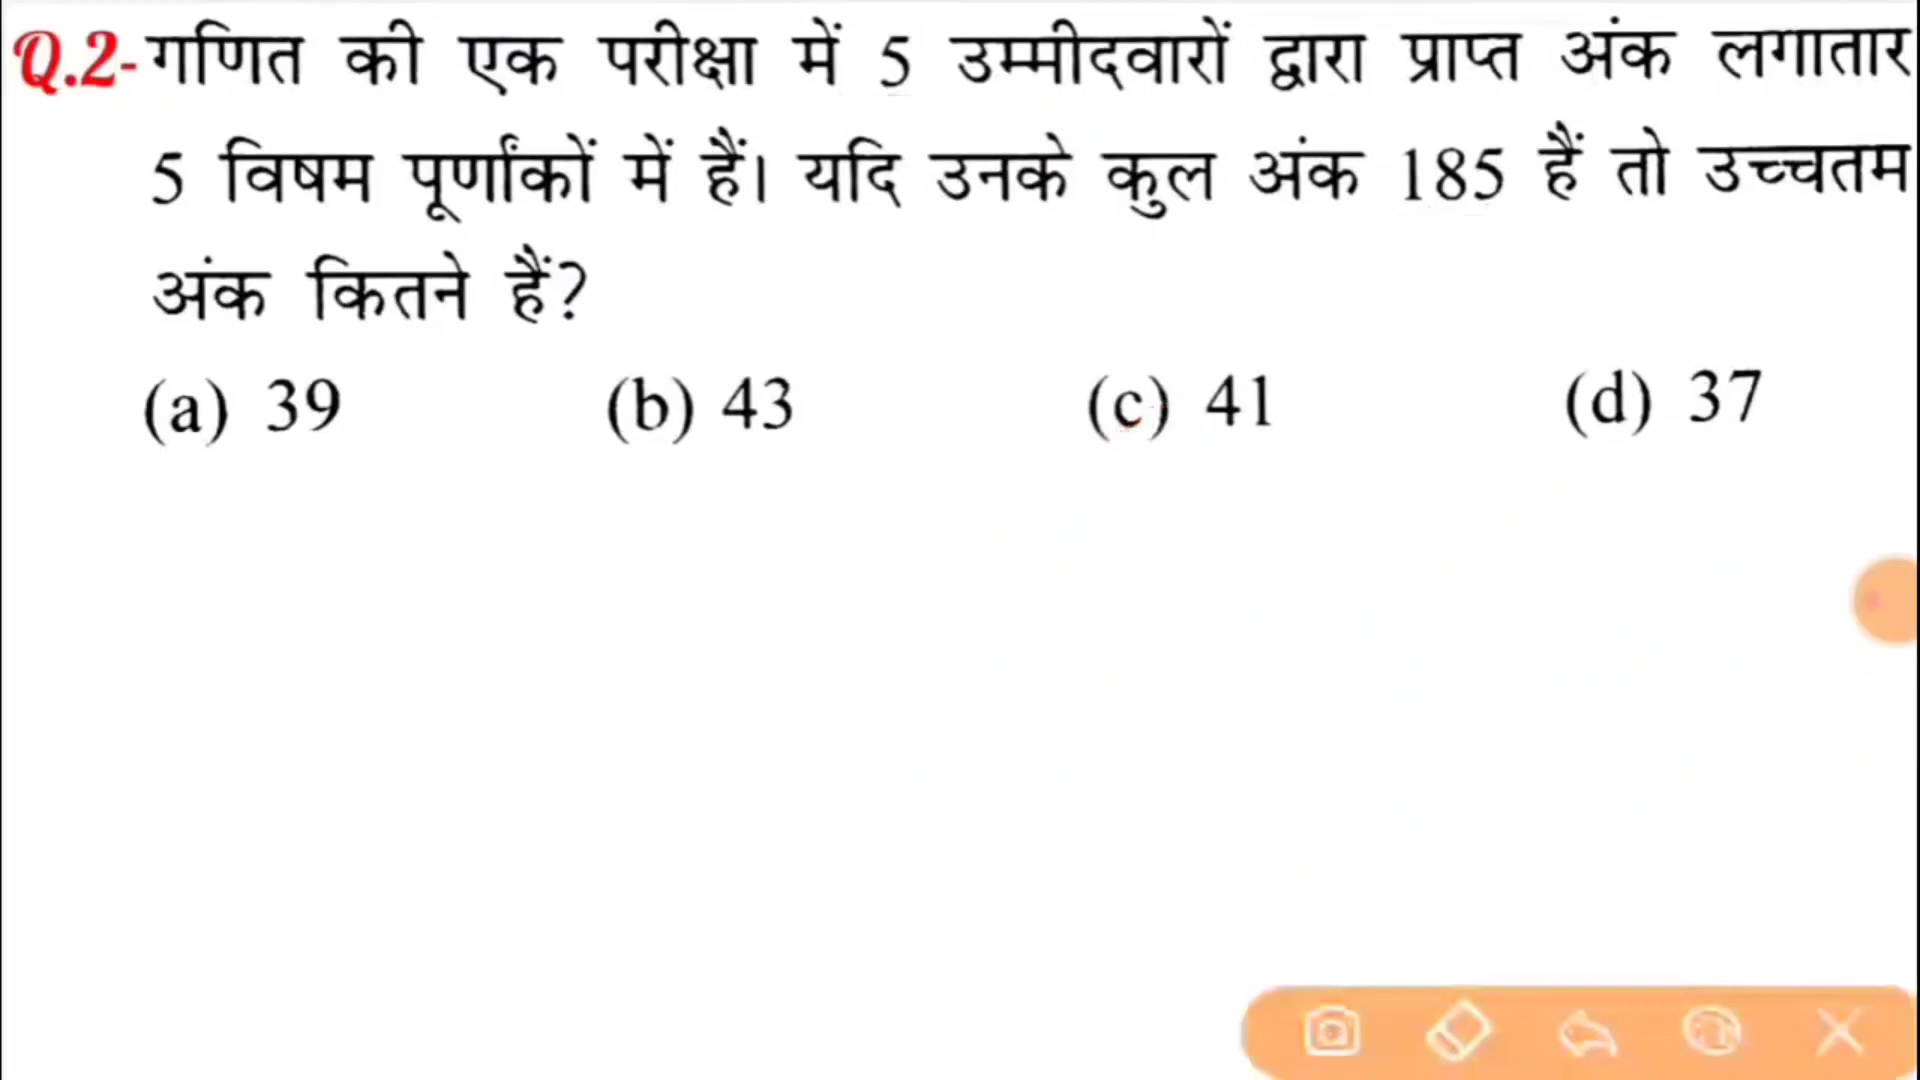 Q.2- गणित की एक परीक्षा में 5 उम्मीदवारों द्वारा प्राप्त अंक लगातार
5 विषम पूर्णांकों में हैं। यदि उनके कुल अंक 185 हैं तो उच्चतम
अंक कितने हैं?
(a) 39 (b) 43 (c) 41 (d) 37